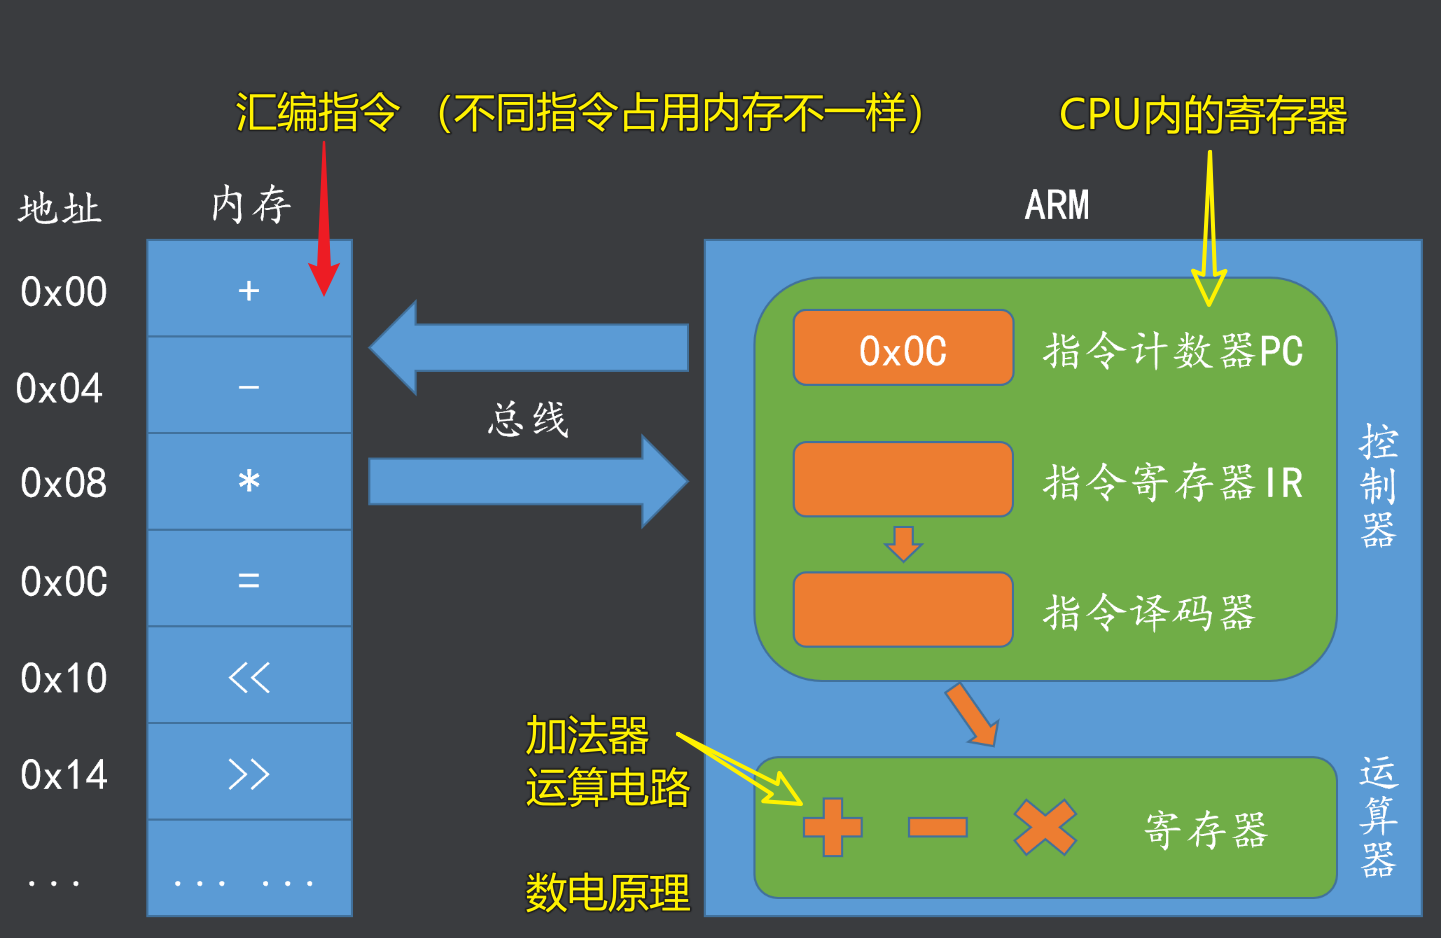 汇编指令 （不同指令占用内存不一样）
CPU内的寄存器
地址
内存
ARM
0x00
+
0x04
−
0x08
*
0x0C
=
0x10
<<
0x14
>>
... 
... ...
总线
0x0C
指令计数器PC
指令寄存器IR
指令译码器
控制器
加法器
运算电路
数电原理
寄存器
运算器